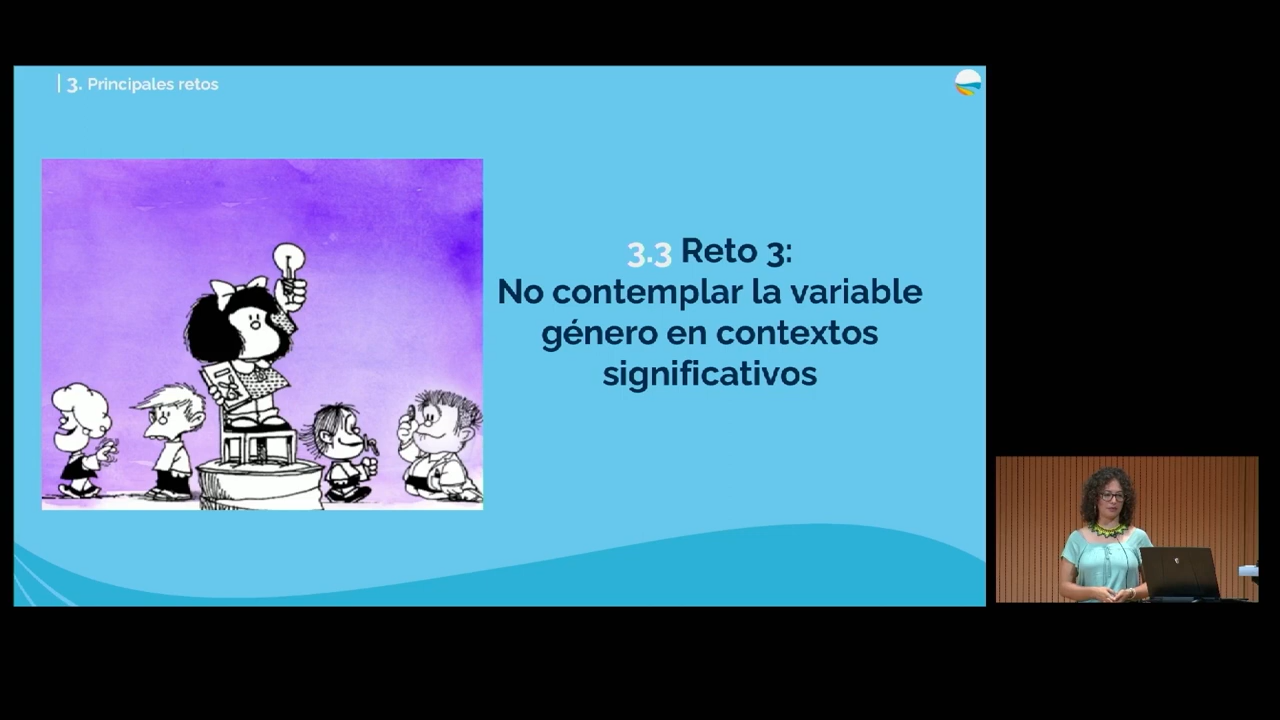 3. Principales retos
3.3 Reto 3:
No contemplar la variable
género en contextos
significativos